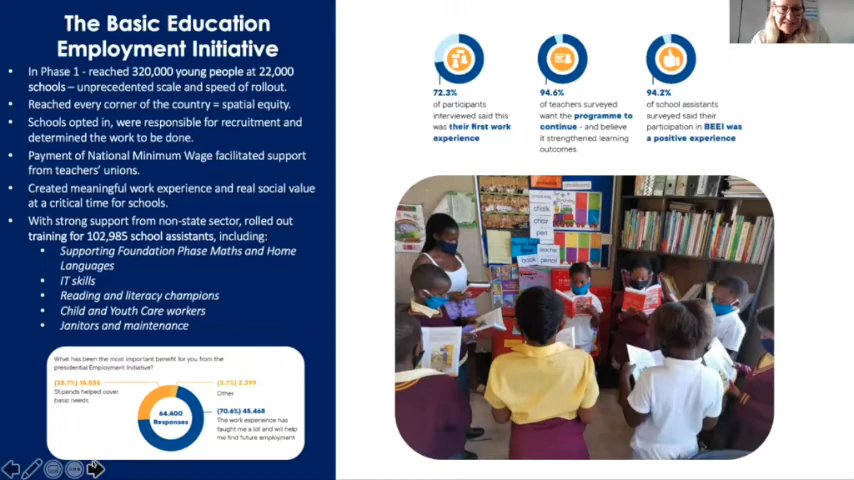 The Basic Education
Employment Initiative
• In Phase 1 - reached 320,000 young people at 22,000
schools – unprecedented scale and speed of rollout.
• Reached every corner of the country = spatial equity.
• Schools opted in, were responsible for recruitment and
determined the work to be done.
• Payment of National Minimum Wage facilitated support
from teachers' unions.
• Created meaningful work experience and real social value
at a critical time for schools.
• With strong support from non-state sector, rolled out
training for 102,985 school assistants, including:
• Supporting Foundation Phase Maths and Home
Languages
• IT skills
• Reading and literacy champions
• Child and Youth Care workers
• Janitors and maintenance
What has been the most important benefit for you from the
presidential Employment Initiative?
Stipends helped cover
basic needs
64,400
Responses
Other
(70.6%) 45,468
The work experience has
taught me a lot and will help
me find future employment
72.3%
of participants
interviewed said this
was their first work
experience
94.6%
of teachers surveyed
want the programme to
continue - and believe
it strengthened learning
outcomes.
94.2%
of school assistants
surveyed said their
participation in BEEI was
a positive experience
chalk
chair
pen
book
pencil